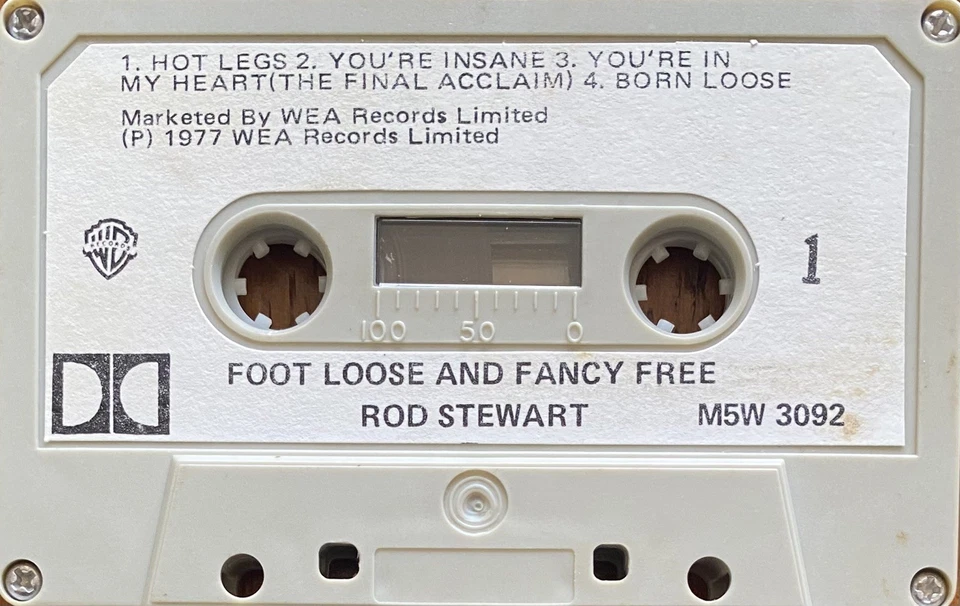 1. HOT LEGS 2. YOU'RE INSANE 3. YOU'RE IN
MY HEART(THE FINAL ACCLAIM) 4. BORN LOOSE
Marketed By WEA Records Limited
(P) 1977 WEA Records Limited
RECORDS
1
100 50 0
FOOT LOOSE AND FANCY FREE
ROD STEWART M5W 3092